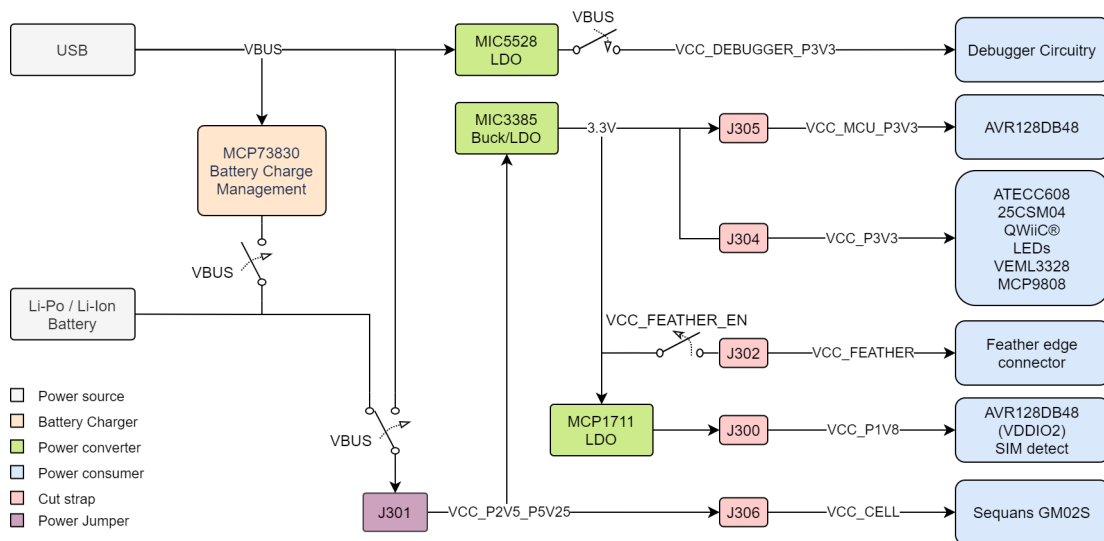 USB
VBUS
MIC5528
LDO
VBUS
VCC_DEBUGGER_P3V3
Debugger Circuitry
MIC3385
Buck/LDO
3.3V
J305
VCC_MCU_P3V3
AVR128DB48
MCP73830
Battery Charge
Management
VBUS
J304
VCC_P3V3
ATECC608
25CSM04
QWiiC®
LEDs
VEML3328
MCP9808
Li-Po / Li-Ion
Battery
VCC_FEATHER_EN
J302
VCC_FEATHER
Feather edge
connector
VBUS
MCP1711
LDO
J300
VCC_P1V8
AVR128DB48
(VDDIO2)
SIM detect
J301
VCC_P2V5_P5V25
J306
VCC_CELL
Sequans GM02S
Power source
Battery Charger
Power converter
Power consumer
Cut strap
Power Jumper